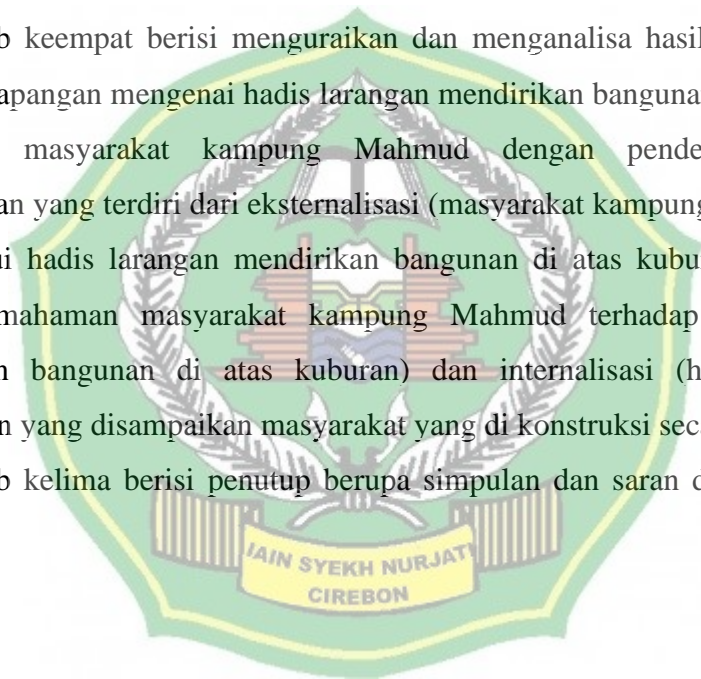 b keempat berisi menguraikan dan menganalisa hasil
apangan mengenai hadis larangan mendirikan banguna
masyarakat kampung Mahmud dengan pende
an yang terdiri dari eksternalisasi (masyarakat kampung
ui hadis larangan mendirikan bangunan di atas kubu
mahaman masyarakat kampung Mahmud terhadap
n bangunan di atas kuburan) dan internalisasi (h
n yang disampaikan masyarakat yang di konstruksi seca
b kelima berisi penutup berupa simpulan dan saran d
IAIN SYEKH NURJATI
CIREBON